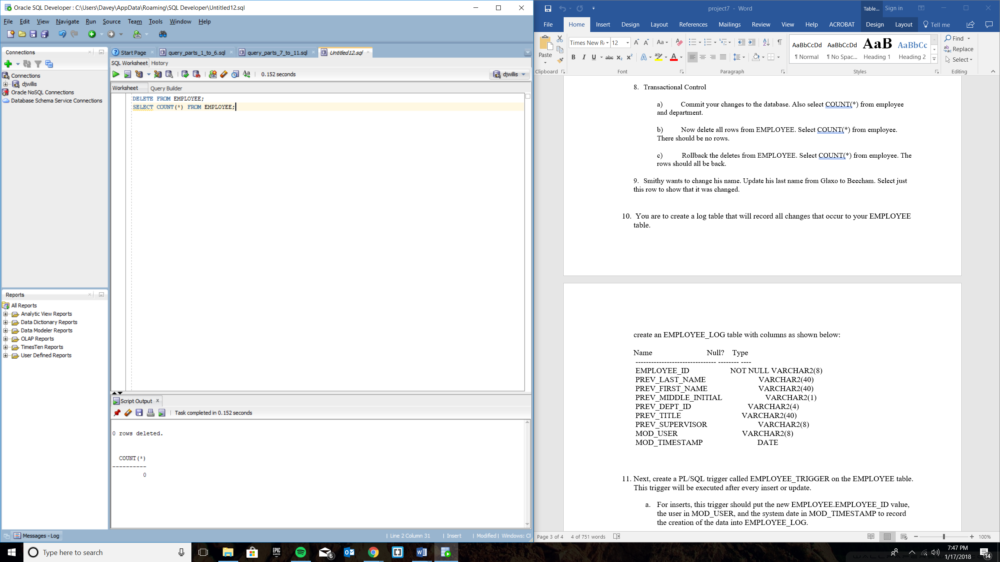 Oracle SQL Developer : C:\Users\Davey\AppData\Roaming\SQL Developer\Untitled12.sql
File Edit View Navigate Run Source Team Tools Window Help
Connections
Connections
djwillis
Oracle NoSQL Connections
Database Schema Service Connections
Reports
All Reports
Analytic View Reports
Data Dictionary Reports
Data Modeler Reports
OLAP Reports
TimesTen Reports
User Defined Reports
Start Page query_parts_1_to_6.sql query_parts_7_to_11.sql Untitled12.sql
SQL Worksheet History
0.152 seconds
djwillis
Worksheet Query Builder
DELETE FROM EMPLOYEE;
SELECT COUNT(*) FROM EMPLOYEE;
Script Output x
Task completed in 0.152 seconds
0 rows deleted.
COUNT(*)
----------
0
Messages - Log
Line 2 Column 31 | Insert | Modified | Windows: CF
project7 - Word
Table... Sign in
File Home Insert Design Layout References Mailings Review View Help ACROBAT Design Layout Tell me
Paste
Times New R 12
Aa
B I U abc X₂ X² A ab A
AaBbCcDd AaBbCcDd AaB AaBbCc
¶ Normal ¶ No Spac... Heading 1 Heading 2
Find
Replace
Select
Clipboard Font Paragraph Styles Editing
8. Transactional Control
a) Commit your changes to the database. Also select COUNT(*) from employee
and department.
b) Now delete all rows from EMPLOYEE. Select COUNT(*) from employee.
There should be no rows.
c) Rollback the deletes from EMPLOYEE. Select COUNT(*) from employee. The
rows should all be back.
9. Smithy wants to change his name. Update his last name from Glaxo to Beecham. Select just
this row to show that it was changed.
10. You are to create a log table that will record all changes that occur to your EMPLOYEE
table.
create an EMPLOYEE_LOG table with columns as shown below:
Name Null? Type
------------------------------- -------- ----
EMPLOYEE_ID NOT NULL VARCHAR2(8)
PREV_LAST_NAME VARCHAR2(40)
PREV_FIRST_NAME VARCHAR2(40)
PREV_MIDDLE_INITIAL VARCHAR2(1)
PREV_DEPT_ID VARCHAR2(4)
PREV_TITLE VARCHAR2(40)
PREV_SUPERVISOR VARCHAR2(8)
MOD_USER VARCHAR2(8)
MOD_TIMESTAMP DATE
11. Next, create a PL/SQL trigger called EMPLOYEE_TRIGGER on the EMPLOYEE table.
This trigger will be executed after every insert or update.
a. For inserts, this trigger should put the new EMPLOYEE.EMPLOYEE_ID value,
the user in MOD_USER, and the system date in MOD_TIMESTAMP to record
the creation of the data into EMPLOYEE_LOG.
Page 3 of 4 4 of 751 words 100%
Type here to search
EPIC GAMES
6
7:47 PM
1/17/2018
14